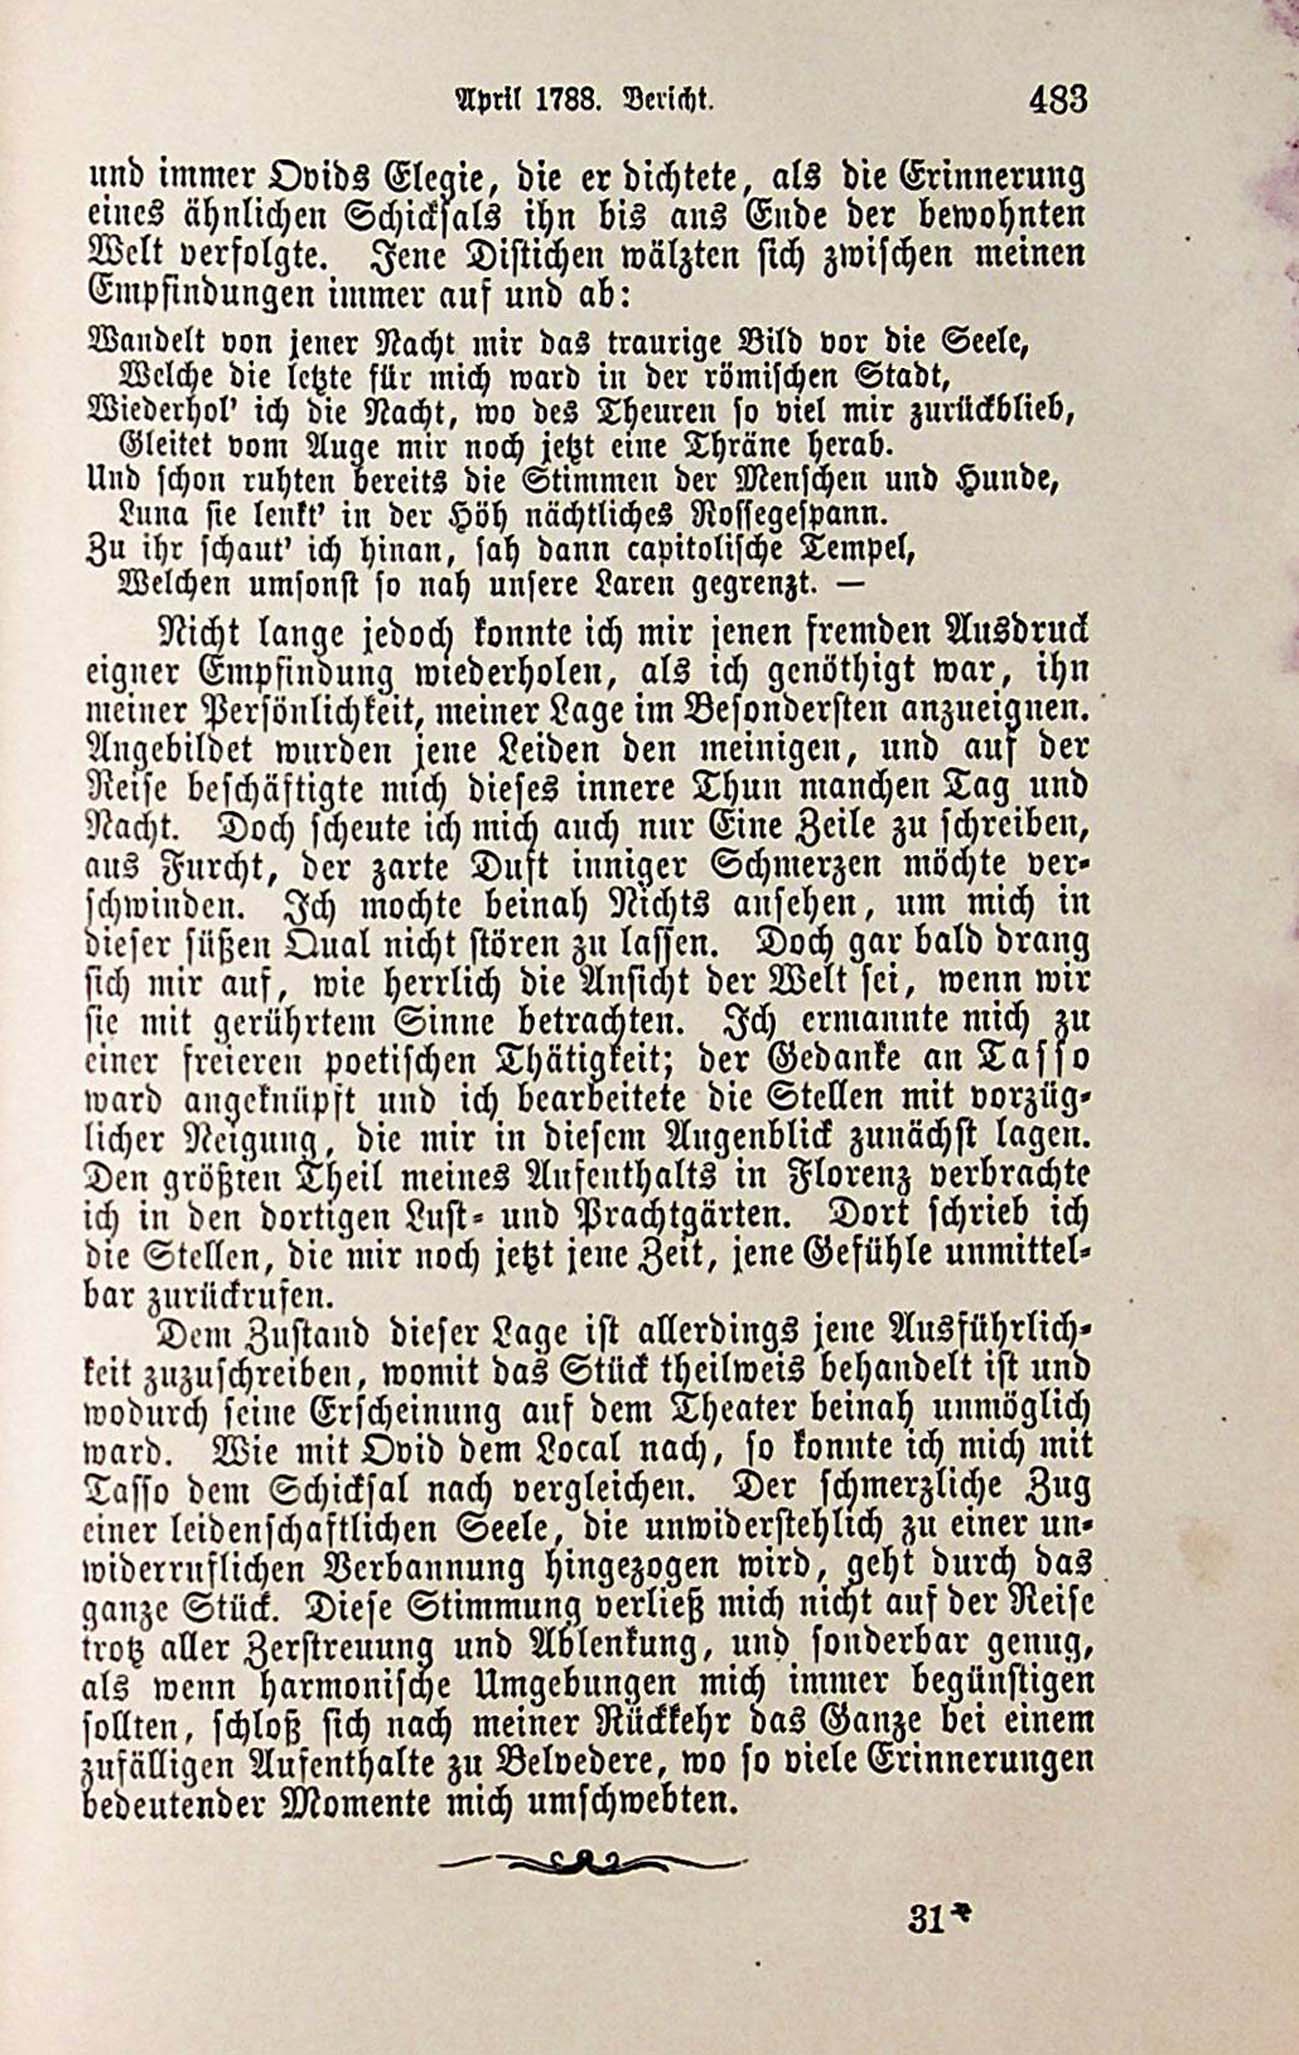 April 1788. Bericht. 483
und immer Ovids Elegie, die er dichtete, als die Erinnerung
eines ähnlichen Schicksals ihn bis ans Ende der bewohnten
Welt verfolgte. Jene Distichen wälzten sich zwischen meinen
Empfindungen immer auf und ab:
Wandelt von jener Nacht mir das traurige Bild vor die Seele,
Welche die letzte für mich ward in der römischen Stadt,
Wiederhol' ich die Nacht, wo des Theuren so viel mir zurückblieb,
Gleitet vom Auge mir noch jetzt eine Thräne herab.
Und schon ruhten bereits die Stimmen der Menschen und Hunde,
Luna sie lenkt' in der Höh nächtliches Rossegespann.
Zu ihr schaut' ich hinan, sah dann capitolische Tempel,
Welchen umsonst so nah unsere Laren gegrenzt. —
Nicht lange jedoch konnte ich mir jenen fremden Ausdruck
eigner Empfindung wiederholen, als ich genöthigt war, ihn
meiner Persönlichkeit, meiner Lage im Besondersten anzueignen.
Angebildet wurden jene Leiden den meinigen, und auf der
Reise beschäftigte mich dieses innere Thun manchen Tag und
Nacht. Doch scheute ich mich auch nur Eine Zeile zu schreiben,
aus Furcht, der zarte Duft inniger Schmerzen möchte ver-
schwinden. Ich mochte beinah Nichts ansehen, um mich in
dieser süßen Qual nicht stören zu lassen. Doch gar bald drang
sich mir auf, wie herrlich die Ansicht der Welt sei, wenn wir
sie mit gerührtem Sinne betrachten. Ich ermannte mich zu
einer freieren poetischen Thätigkeit; der Gedanke an Tasso
ward angeknüpft und ich bearbeitete die Stellen mit vorzüg-
licher Neigung, die mir in diesem Augenblick zunächst lagen.
Den größten Theil meines Aufenthalts in Florenz verbrachte
ich in den dortigen Lust- und Prachtgärten. Dort schrieb ich
die Stellen, die mir noch jetzt jene Zeit, jene Gefühle unmittel-
bar zurückrufen.
Dem Zustand dieser Lage ist allerdings jene Ausführlich-
keit zuzuschreiben, womit das Stück theilweis behandelt ist und
wodurch seine Erscheinung auf dem Theater beinah unmöglich
ward. Wie mit Ovid dem Local nach, so konnte ich mich mit
Tasso dem Schicksal nach vergleichen. Der schmerzliche Zug
einer leidenschaftlichen Seele, die unwiderstehlich zu einer un-
widerruflichen Verbannung hingezogen wird, geht durch das
ganze Stück. Diese Stimmung verließ mich nicht auf der Reise
trotz aller Zerstreuung und Ablenkung, und sonderbar genug,
als wenn harmonische Umgebungen mich immer begünstigen
sollten, schloß sich nach meiner Rückkehr das Ganze bei einem
zufälligen Aufenthalte zu Belvedere, wo so viele Erinnerungen
bedeutender Momente mich umschwebten.
31*